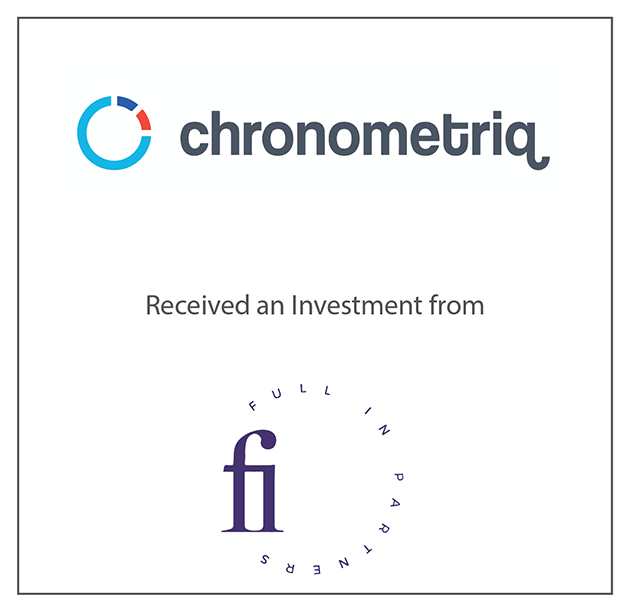 chronometriq
Received an Investment from
FULL IN PARTNERS
fi